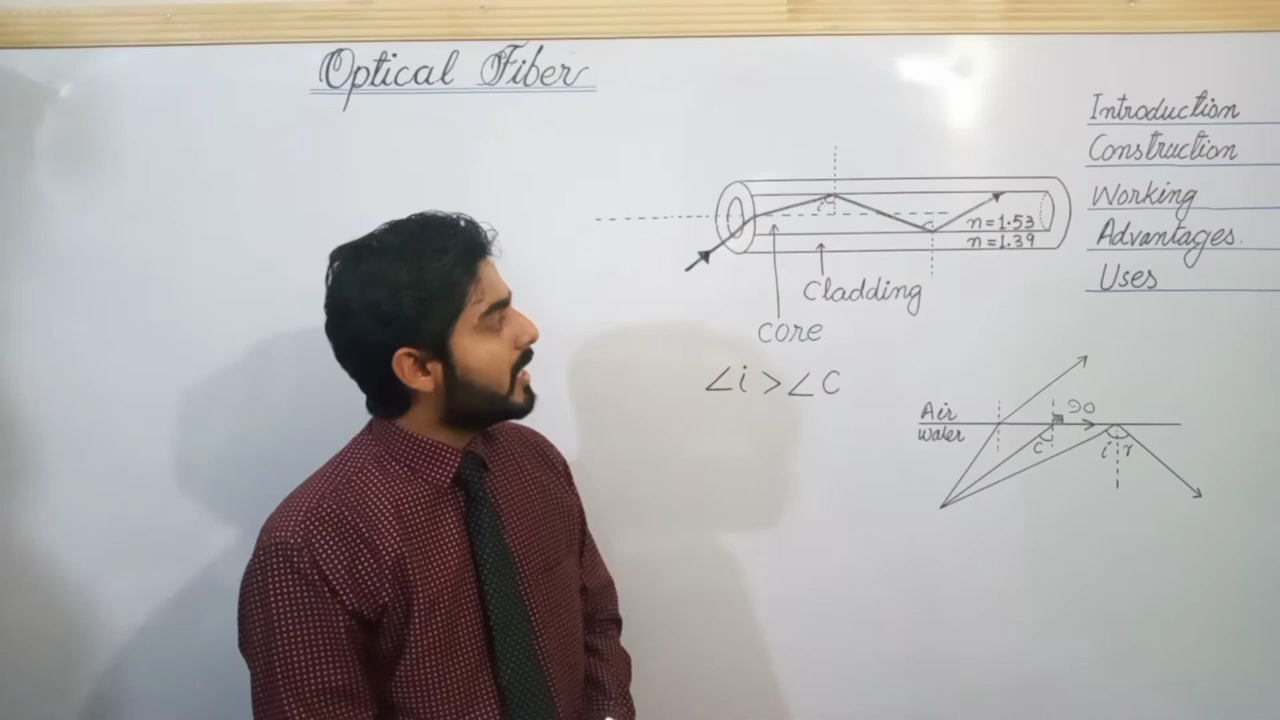 Optical Fiber
Introduction
Construction
Working
Advantages.
Uses
i
n=1.53
n=1.39
Cladding
Core
∠i > ∠C
Air
Water
90
c
i r